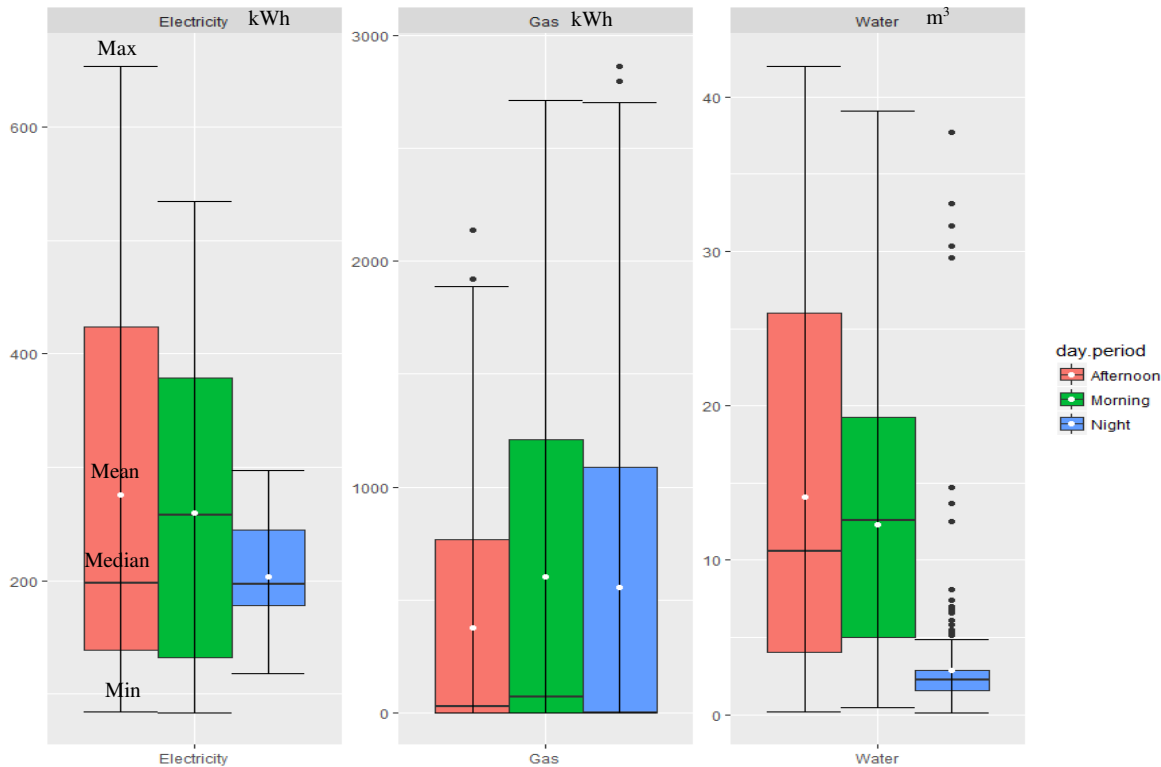 Electricity kWh
Gas kWh
Water m³
600
400
200
Max
Mean
Median
Min
Electricity
3000
2000
1000
0
Gas
40
30
20
10
0
Water
day.period
Afternoon
Morning
Night